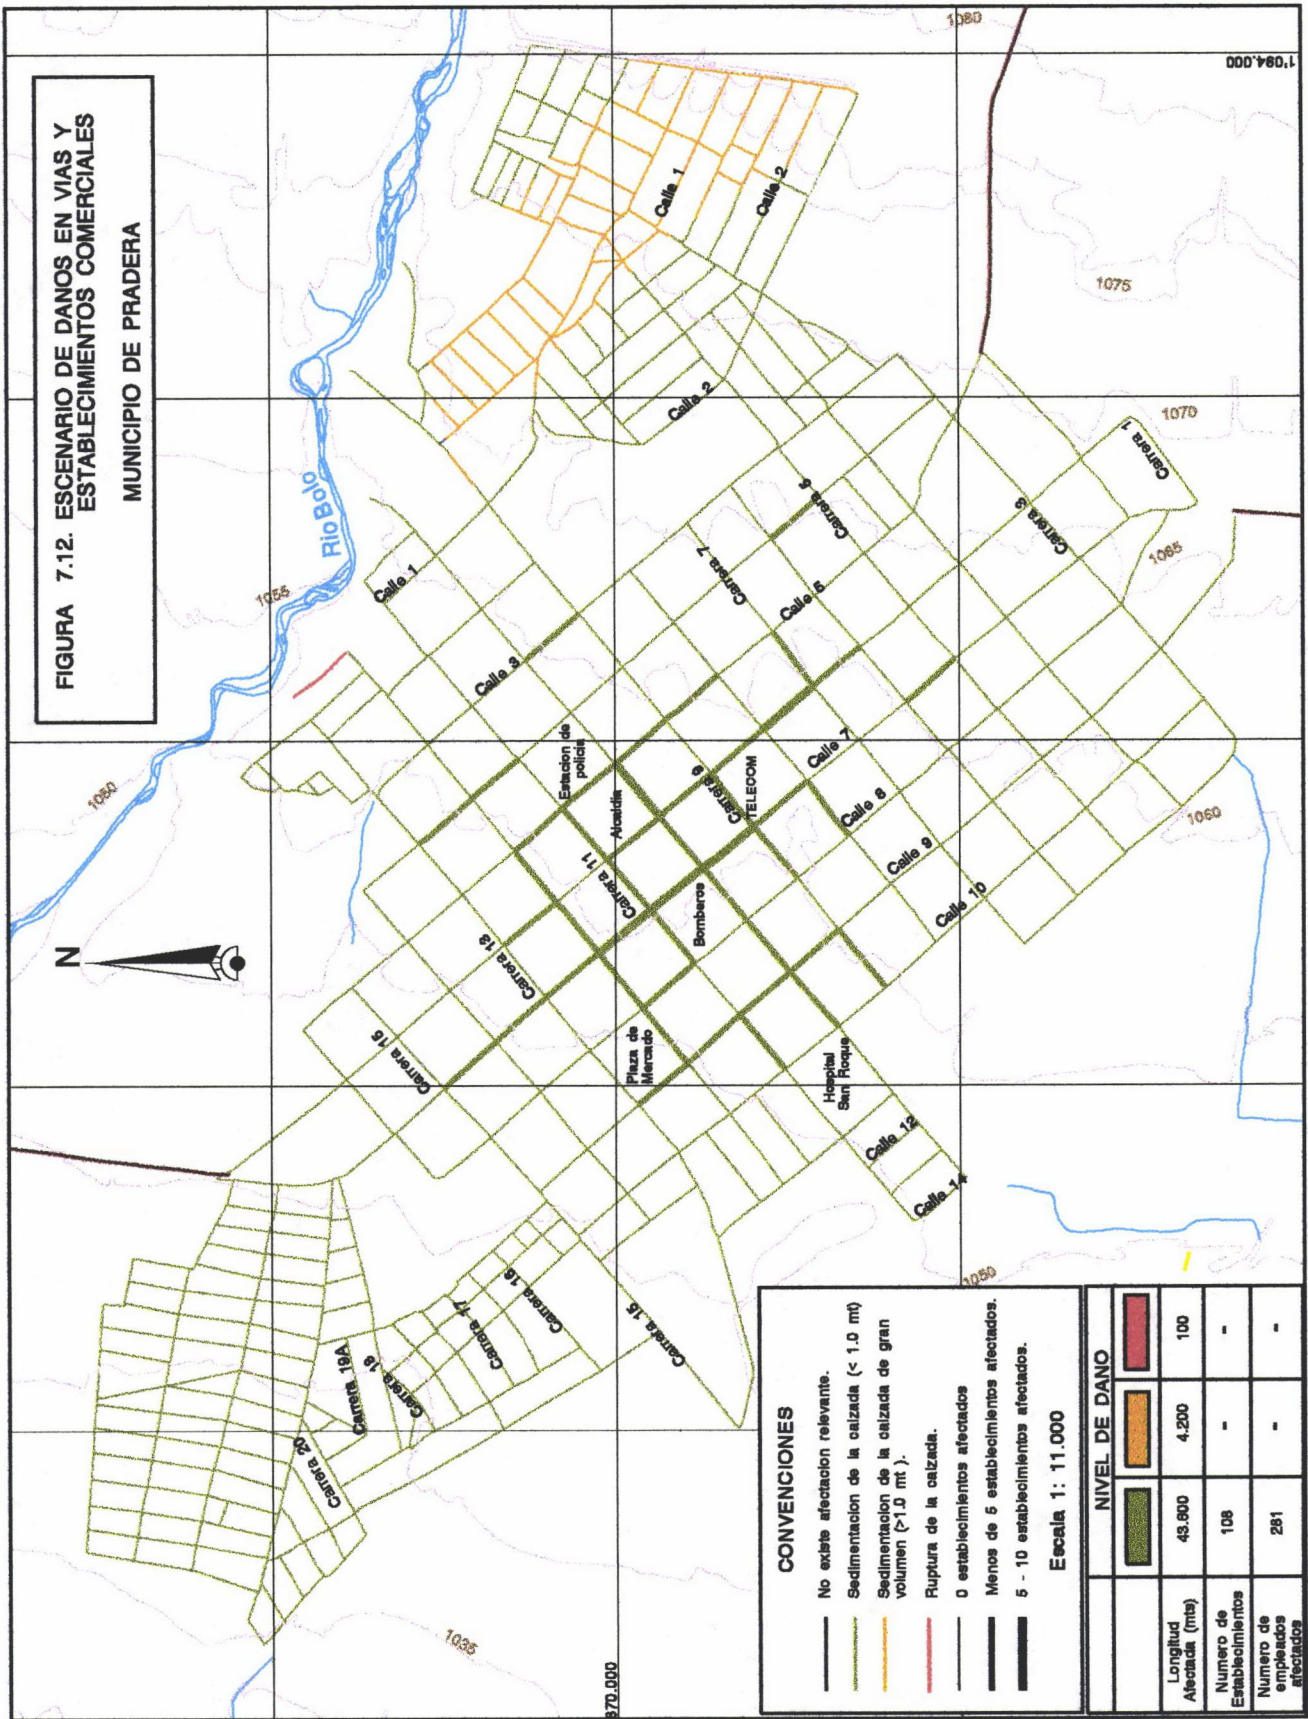 FIGURA 7.12. ESCENARIO DE DANOS EN VIAS Y
ESTABLECIMIENTOS COMERCIALES
MUNICIPIO DE PRADERA
N
Rio Bolo
1080
1'094.000
1075
1070
1065
1060
1055
1050
1050
1035
870.000
Calle 1
Calle 2
Calle 2
Calle 1
Calle 3
Calle 5
Calle 7
Calle 8
Calle 9
Calle 10
Calle 12
Calle 14
Carrera 1
Carrera 3
Carrera 5
Carrera 7
Carrera 9
Carrera 11
Carrera 13
Carrera 15
Carrera 15
Carrera 16
Carrera 17
Carrera 18
Carrera 19A
Carrera 20
Estacion de
policia
Alcaldia
TELECOM
Bomberos
Plaza de
Mercado
Hospital
San Roque
CONVENCIONES
No existe afectacion relevante.
Sedimentacion de la calzada (< 1.0 mt)
Sedimentacion de la calzada de gran
volumen (>1.0 mt ).
Ruptura de la calzada.
0 establecimientos afectados
Menos de 5 establecimientos afectados.
5 - 10 establecimientos afectados.
Escala 1: 11.000
NIVEL DE DANO
Longitud
Afectada (mts)
43.600
4.200
100
Numero de
Establecimientos
108
-
-
Numero de
empleados
afectados
281
-
-